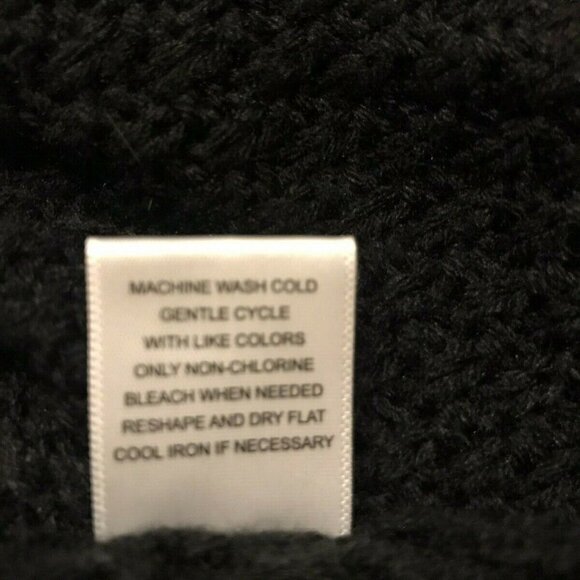 MACHINE WASH COLD
GENTLE CYCLE
WITH LIKE COLORS
ONLY NON-CHLORINE
BLEACH WHEN NEEDED
RESHAPE AND DRY FLAT
COOL IRON IF NECESSARY